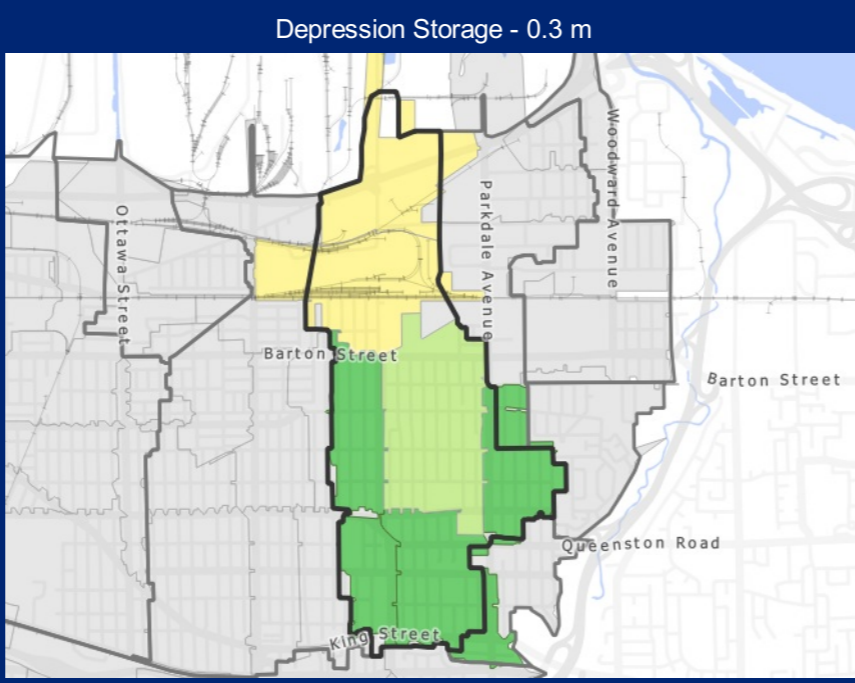 Depression Storage - 0.3 m
Woodward Avenue
Parkdale Avenue
Ottawa Street
Barton Street
Barton Street
Queenston Road
King Street